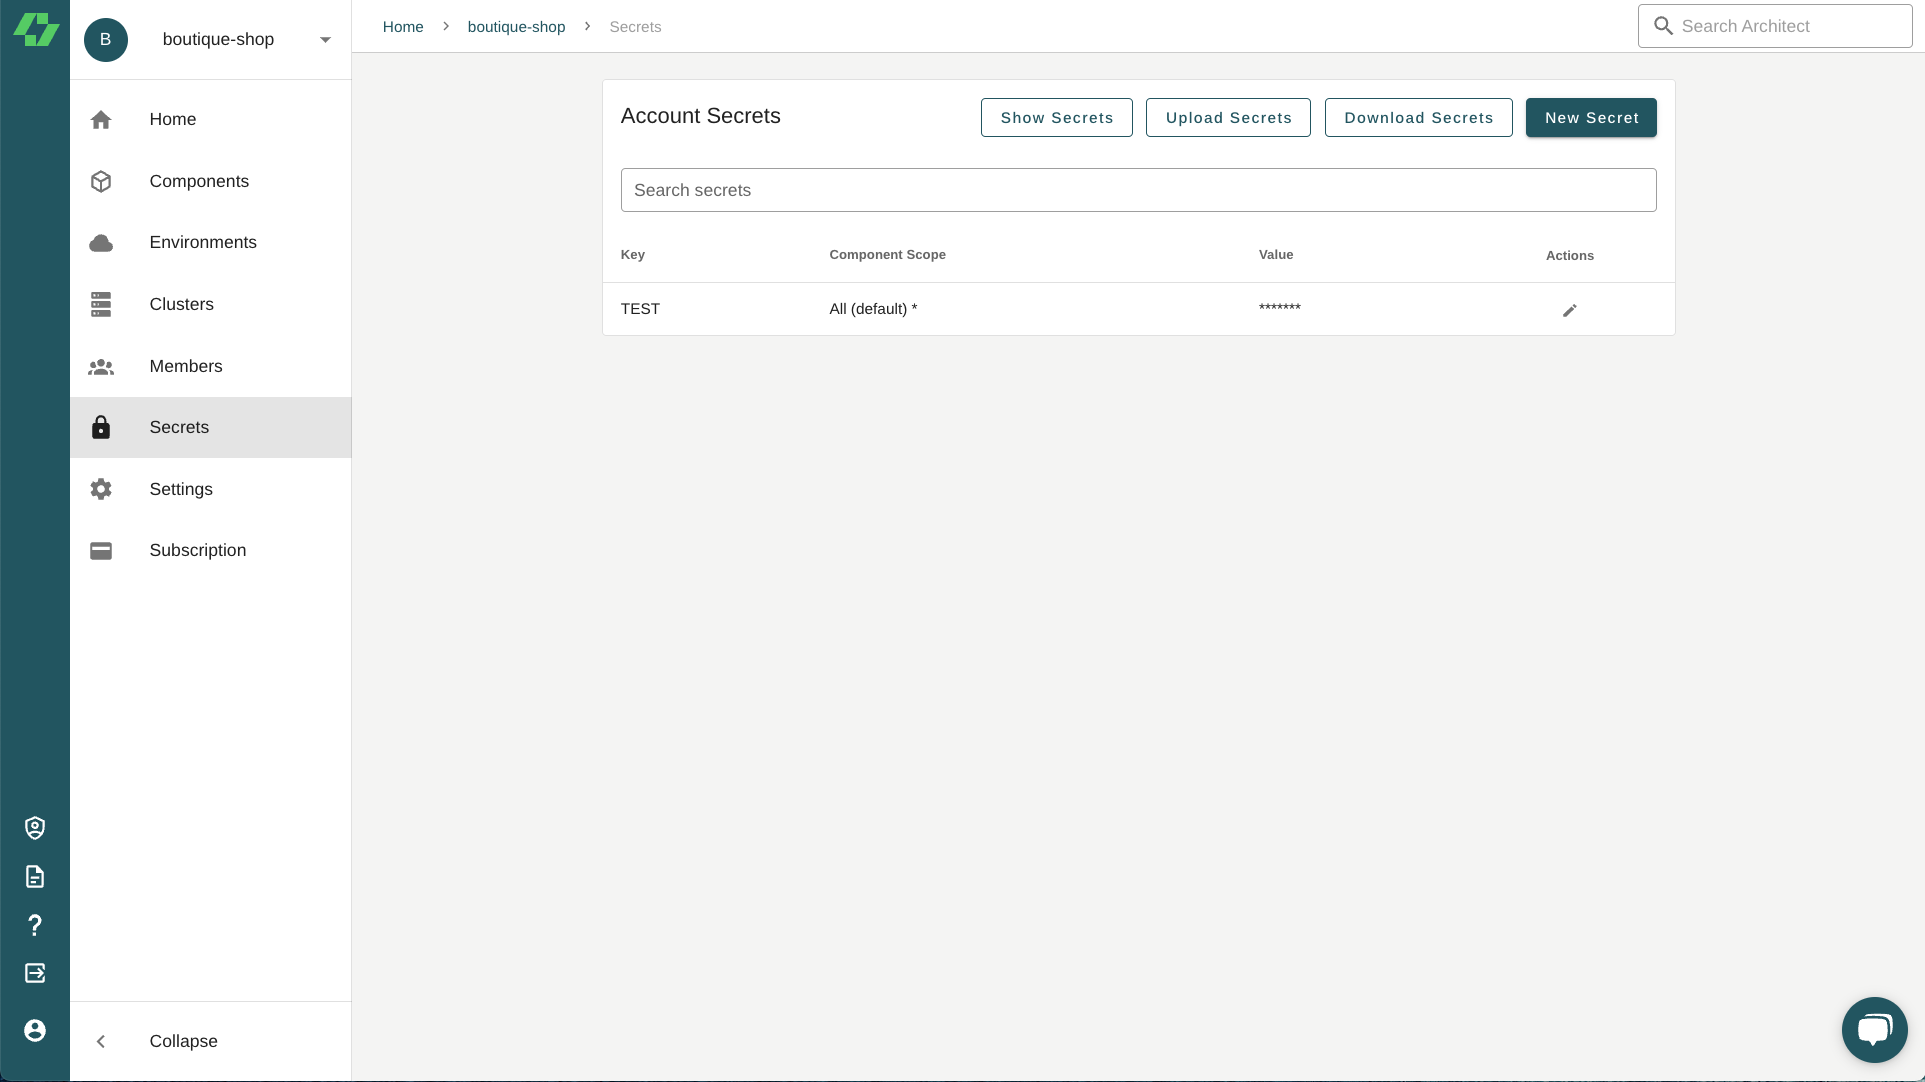 B
boutique-shop
Home
Components
Environments
Clusters
Members
Secrets
Settings
Subscription
Collapse
Home
boutique-shop
Secrets
Search Architect
Account Secrets
Show Secrets
Upload Secrets
Download Secrets
New Secret
Search secrets
Key Component Scope Value Actions
TEST All (default) * *******